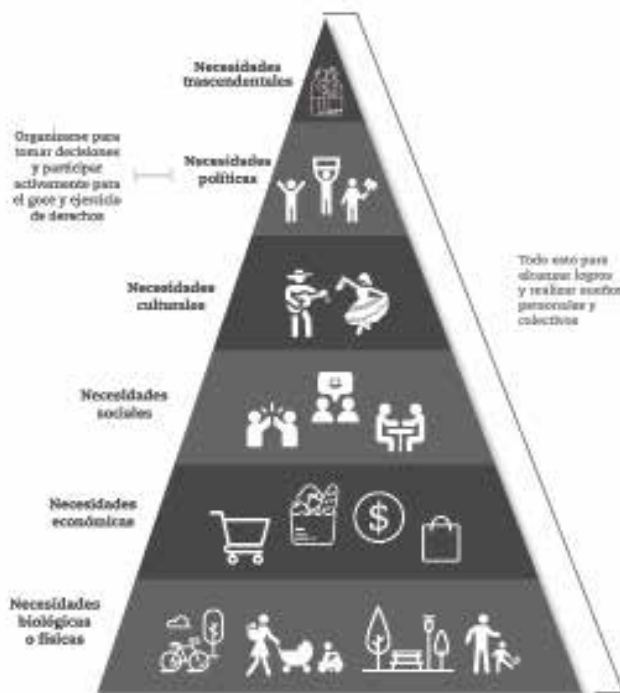 Necesidades
trascendentales
Organizarse para
tomar decisiones
y participar
activamente para
el goce y ejercicio
de derechos
Necesidades
políticas
Necesidades
culturales
Todo esto para
alcanzar logros
y realizar sueños
personales y
colectivos
Necesidades
sociales
Necesidades
económicas
$
Necesidades
biológicas
o físicas